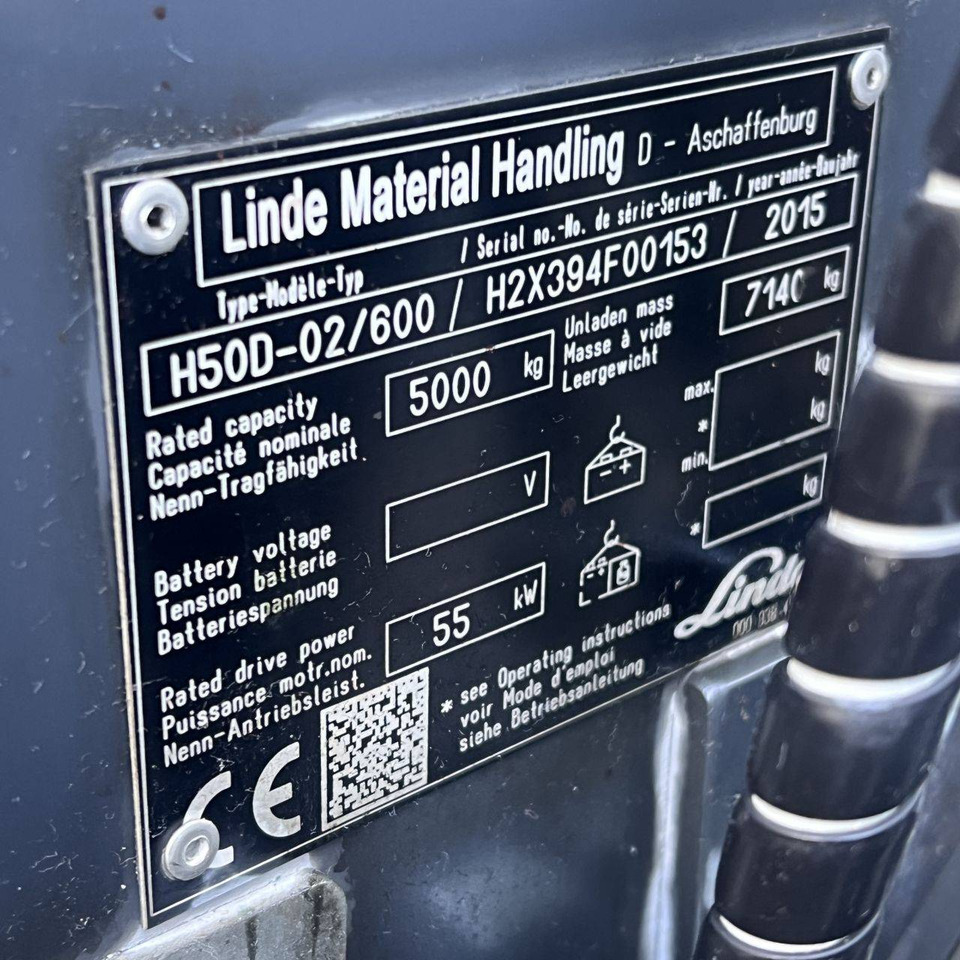 Linde Material Handling D - Aschaffenburg
Type-Modèle-Typ / Serial no.-No. de série-Serien-Nr. / year-année-Baujahr
H50D-02/600 / H2X394F00153 / 2015
Rated capacity
Capacité nominale
Nenn-Tragfähigkeit
5000 kg
Unladen mass
Masse à vide
Leergewicht
7140 kg
Battery voltage
Tension batterie
Batteriespannung
V
- +
max. kg
* kg
min.
* kg
Rated drive power
Puissance motr.nom.
Nenn-Antriebsleist.
55 kW
* see Operating instructions
voir Mode d'emploi
siehe Betriebsanleitung
Linde
CE